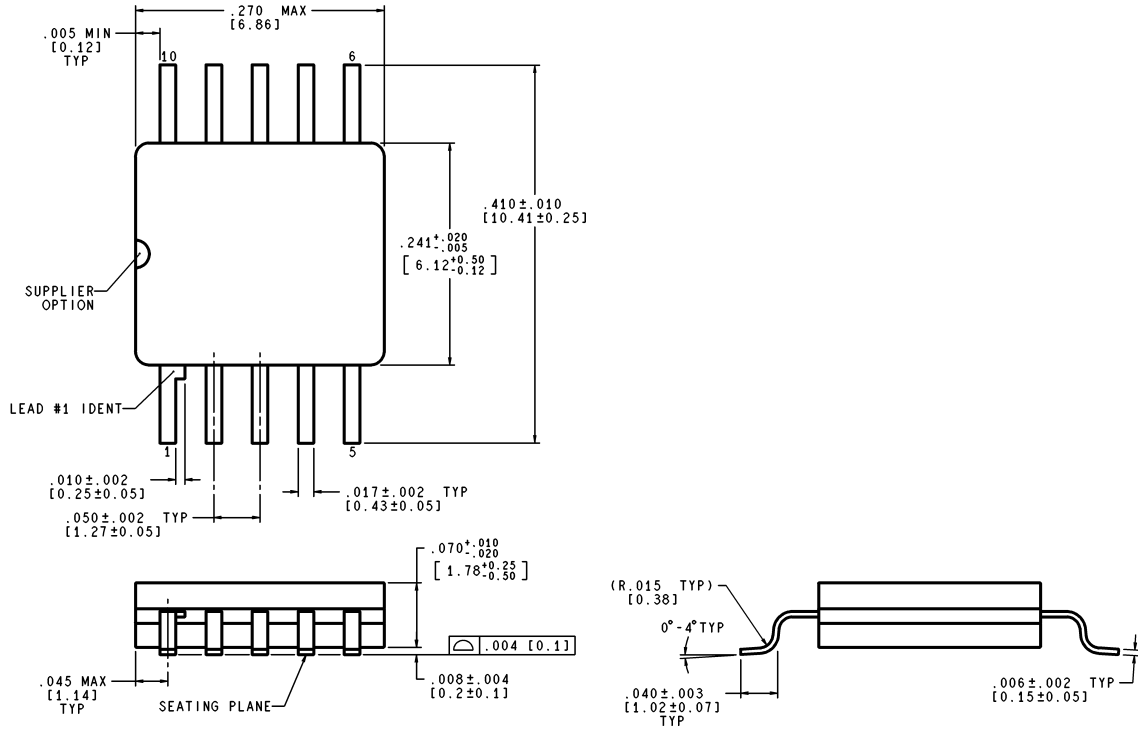 .270 MAX
[6.86]
.005 MIN
[0.12]
TYP
10
6
.410±.010
[10.41±0.25]
.241+.020
-.005
[6.12+0.50
-0.12]
SUPPLIER
OPTION
LEAD #1 IDENT
1
5
.010±.002
[0.25±0.05]
.017±.002 TYP
[0.43±0.05]
.050±.002 TYP
[1.27±0.05]
.070+.010
-.020
[1.78+0.25
-0.50]
.004 [0.1]
.008±.004
[0.2±0.1]
.045 MAX
[1.14]
TYP
SEATING PLANE
(R.015 TYP)
[0.38]
0°-4°TYP
.040±.003
[1.02±0.07]
TYP
.006±.002 TYP
[0.15±0.05]